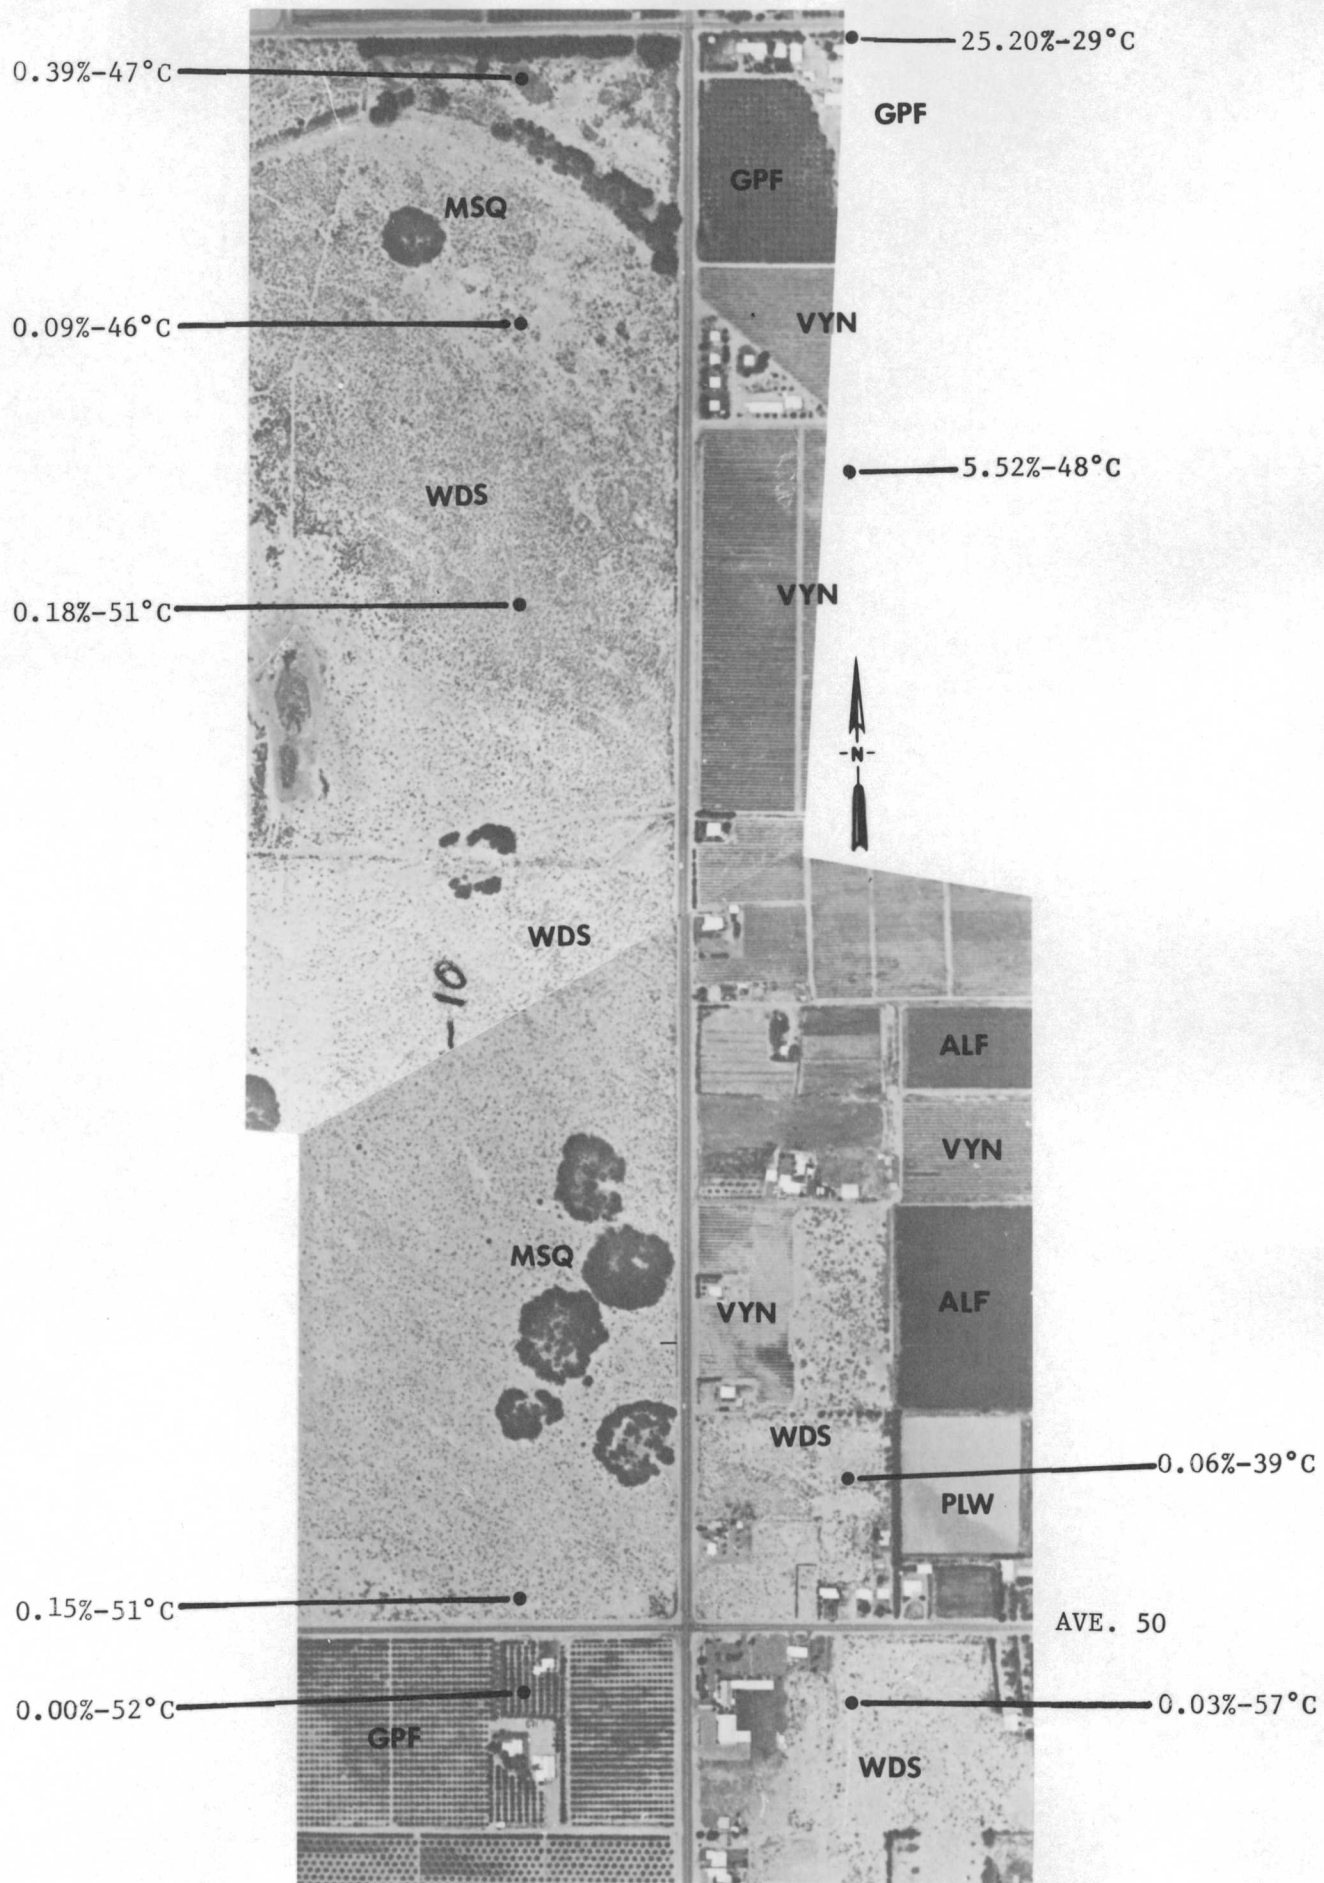 25.20%-29°C
0.39%-47°C
GPF
GPF
MSQ
0.09%-46°C
VYN
5.52%-48°C
WDS
VYN
0.18%-51°C
-N-
WDS
10
ALF
VYN
MSQ
VYN
ALF
WDS
0.06%-39°C
PLW
0.15%-51°C
AVE. 50
0.00%-52°C
0.03%-57°C
GPF
WDS